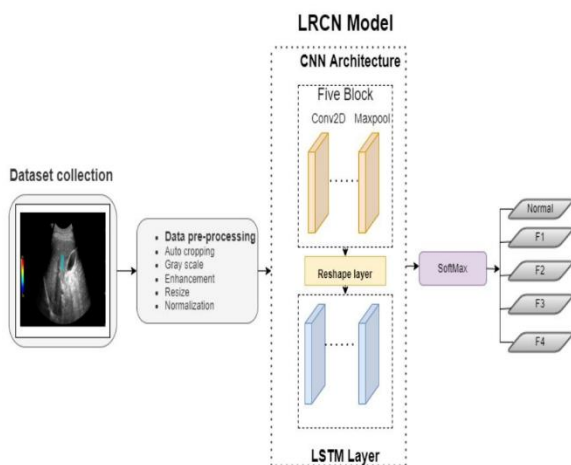 LRCN Model
CNN Architecture
Five Block
Conv2D Maxpool
Dataset collection
Data pre-processing
Auto cropping
Gray scale
Enhancement
Resize
Normalization
Reshape layer
SoftMax
Normal
F1
F2
F3
F4
LSTM Layer